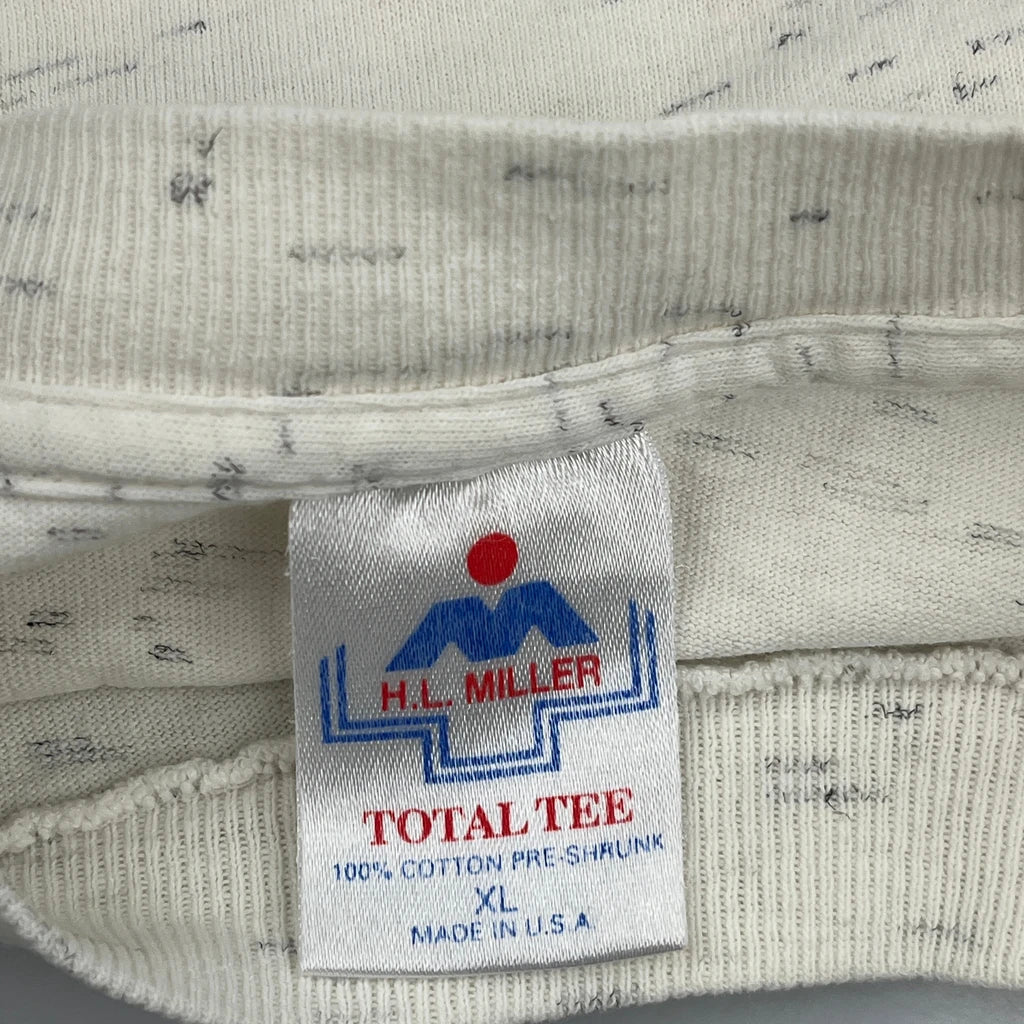 H.L. MILLER
TOTAL TEE
100% COTTON PRE-SHRUNK
XL
MADE IN U.S.A.